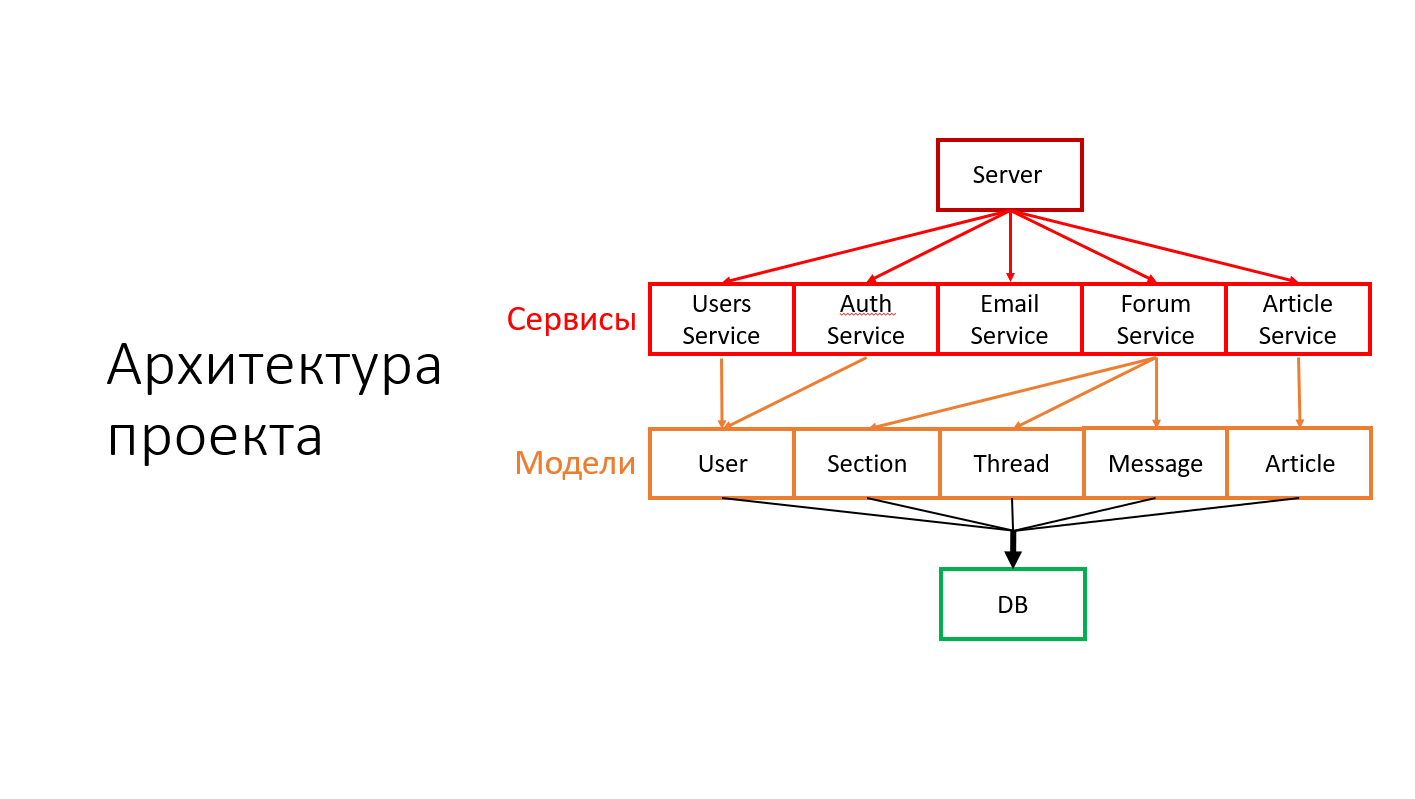 Архитектура
проекта
Server
Сервисы
Users
Service
Auth
Service
Email
Service
Forum
Service
Article
Service
Модели
User
Section
Thread
Message
Article
DB